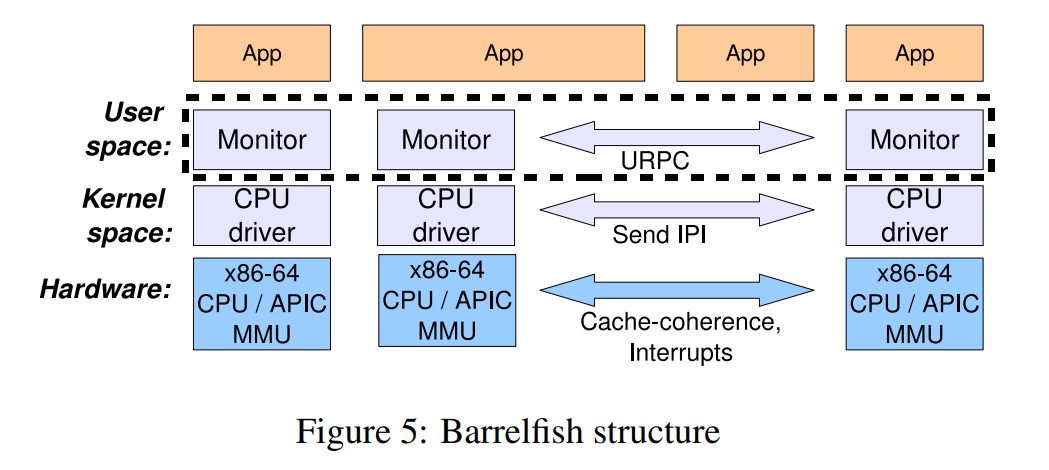 App App App App
User
space:
Monitor Monitor Monitor
URPC
Kernel
space:
CPU
driver
CPU
driver
CPU
driver
Send IPI
Hardware:
x86-64
CPU / APIC
MMU
x86-64
CPU / APIC
MMU
x86-64
CPU / APIC
MMU
Cache-coherence,
Interrupts
Figure 5: Barrelfish structure